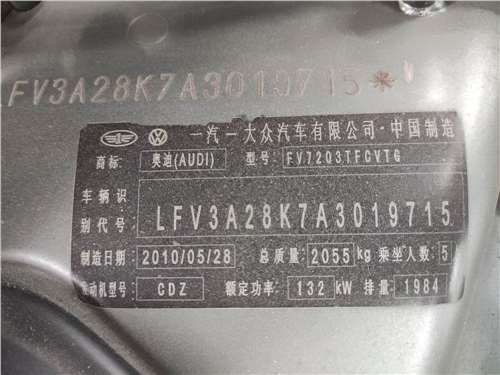 FV3A28K7A3019715*
一汽一大众汽车有限公司·中国制造
商标: 奥迪(AUDI) 型号: FV7203TFCVTG
车辆识
别代号: LFV3A28K7A3019715
制造日期: 2010/05/28 总质量: 2055 kg 乘坐人数: 5
动机型号: CDZ 额定功率: 132 kW 排量: 1984